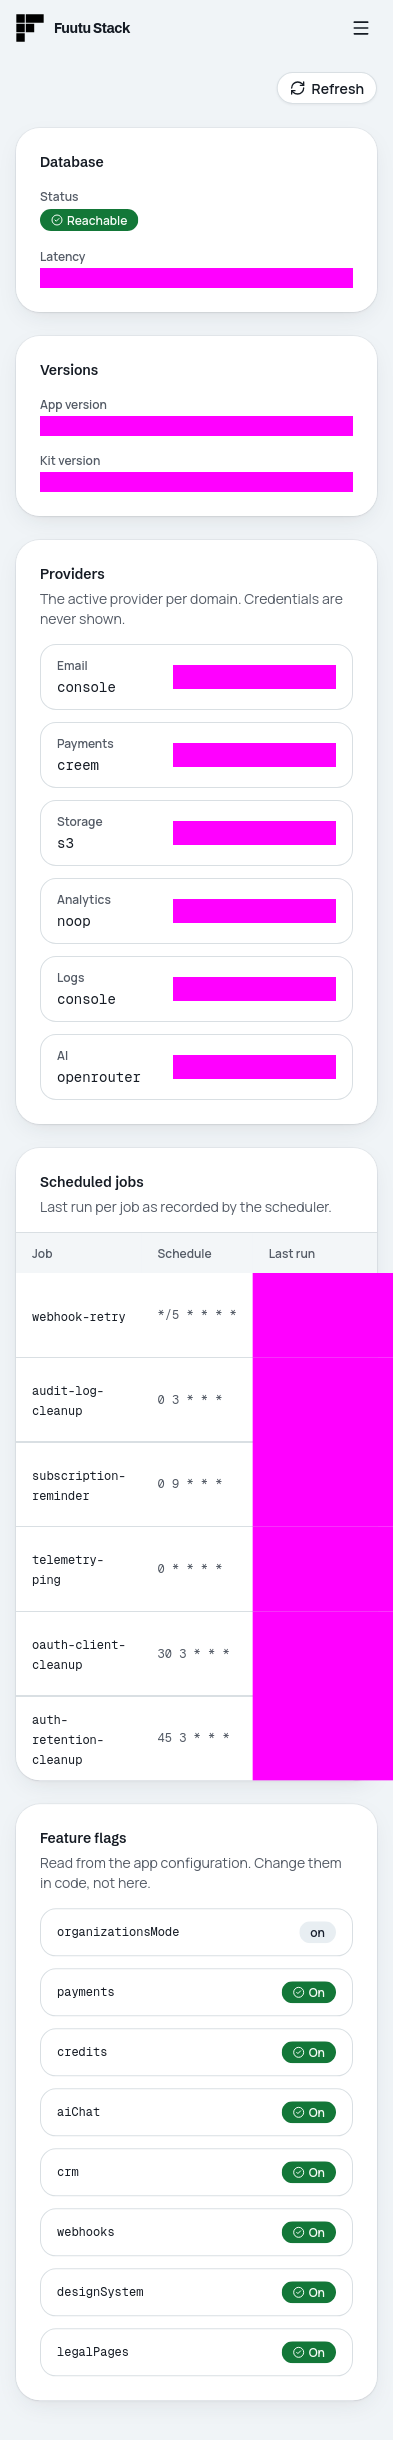 Fuutu Stack
Refresh
Database
Status
Reachable
Latency
Versions
App version
Kit version
Providers
The active provider per domain. Credentials are
never shown.
Email
console
Payments
creem
Storage
s3
Analytics
noop
Logs
console
AI
openrouter
Scheduled jobs
Last run per job as recorded by the scheduler.
Job Schedule Last run
webhook-retry */5 * * * *
audit-log-
cleanup
0 3 * * *
subscription-
reminder
0 9 * * *
telemetry-
ping
0 * * * *
oauth-client-
cleanup
30 3 * * *
auth-
retention-
cleanup
45 3 * * *
Feature flags
Read from the app configuration. Change them
in code, not here.
organizationsMode on
payments On
credits On
aiChat On
crm On
webhooks On
designSystem On
legalPages On